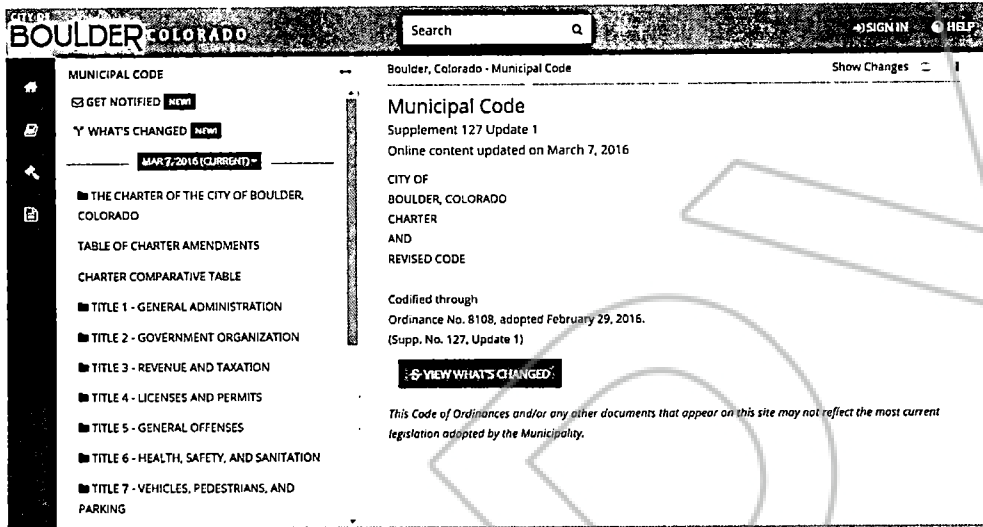 CITY OF
BOULDER COLORADO
Search
SIGN IN
HELP
MUNICIPAL CODE
GET NOTIFIED NEW!
WHAT'S CHANGED NEW!
MAR 7, 2016 (CURRENT)
THE CHARTER OF THE CITY OF BOULDER, COLORADO
TABLE OF CHARTER AMENDMENTS
CHARTER COMPARATIVE TABLE
TITLE 1 - GENERAL ADMINISTRATION
TITLE 2 - GOVERNMENT ORGANIZATION
TITLE 3 - REVENUE AND TAXATION
TITLE 4 - LICENSES AND PERMITS
TITLE 5 - GENERAL OFFENSES
TITLE 6 - HEALTH, SAFETY, AND SANITATION
TITLE 7 - VEHICLES, PEDESTRIANS, AND
PARKING
Boulder, Colorado - Municipal Code
Show Changes
Municipal Code
Supplement 127 Update 1
Online content updated on March 7, 2016
CITY OF
BOULDER, COLORADO
CHARTER
AND
REVISED CODE
Codified through
Ordinance No. 8108, adopted February 29, 2016.
(Supp. No. 127, Update 1)
VIEW WHAT'S CHANGED
This Code of Ordinances and/or any other documents that appear on this site may not reflect the most current
legislation adopted by the Municipality.